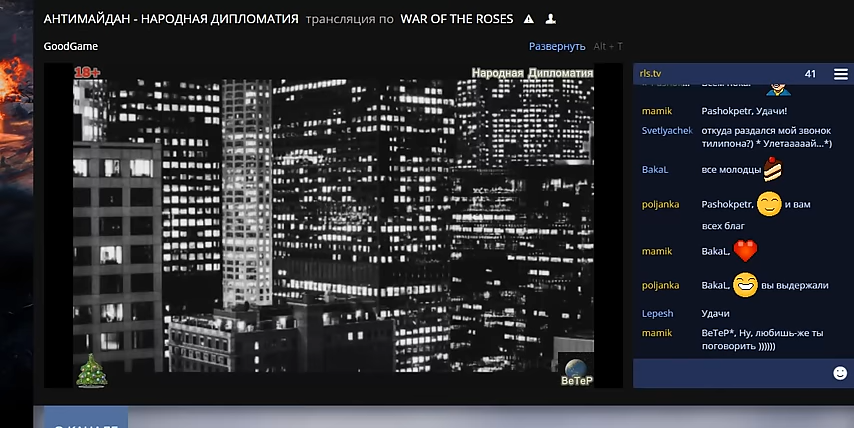 АНТИМАЙДАН - НАРОДНАЯ ДИПЛОМАТИЯ трансляция по WAR OF THE ROSES
GoodGame
Развернуть Alt + T
18+
Народная Дипломатия
ВеТеР
rls.tv 41
mamik Pashokpetr, Удачи!
Svetlyachek откуда раздался мой звонок
тилипона?) * Улетааааай...*)
BakaL все молодцы
poljanka Pashokpetr, и вам
всех благ
mamik BakaL,
poljanka BakaL, вы выдержали
Lepesh Удачи
mamik ВеТеР*, Ну, любишь-же ты
поговорить ))))))